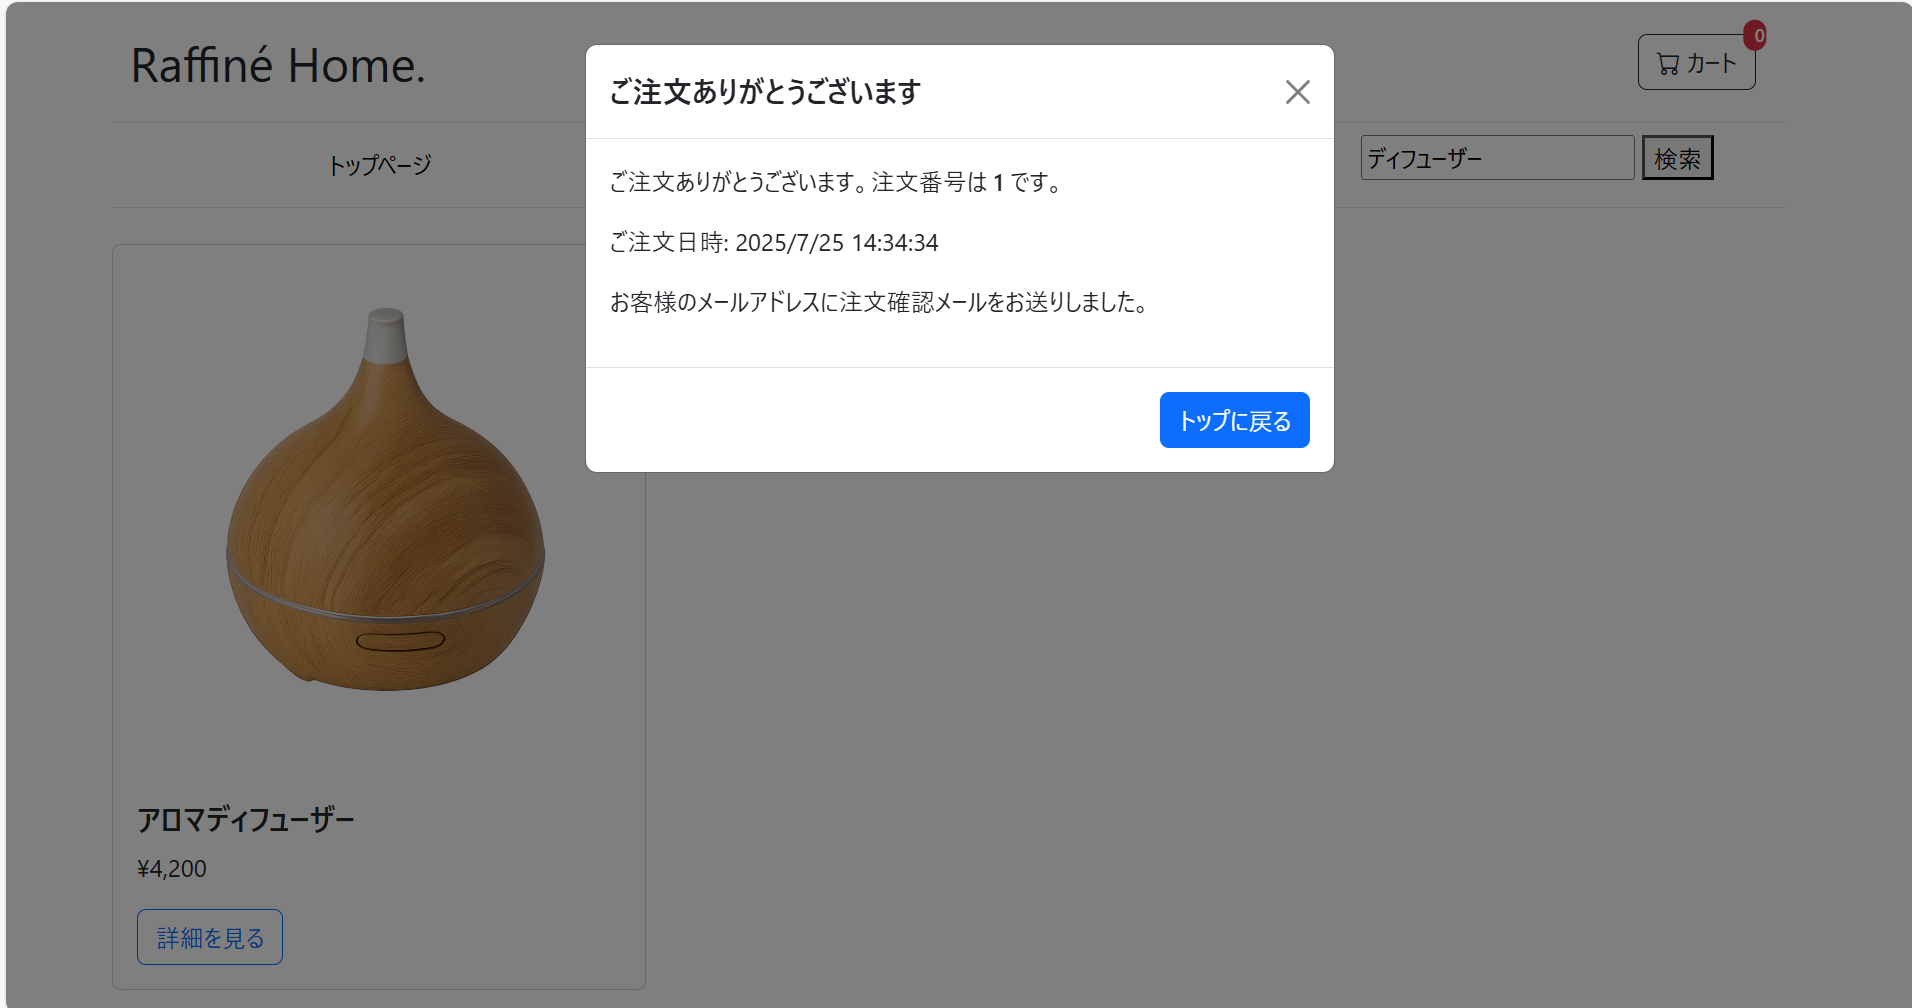 Raffiné Home.
カート
0
トップページ
ディフューザー
検索
ご注文ありがとうございます
ご注文ありがとうございます。注文番号は 1 です。
ご注文日時: 2025/7/25 14:34:34
お客様のメールアドレスに注文確認メールをお送りしました。
トップに戻る
アロマディフューザー
¥4,200
詳細を見る